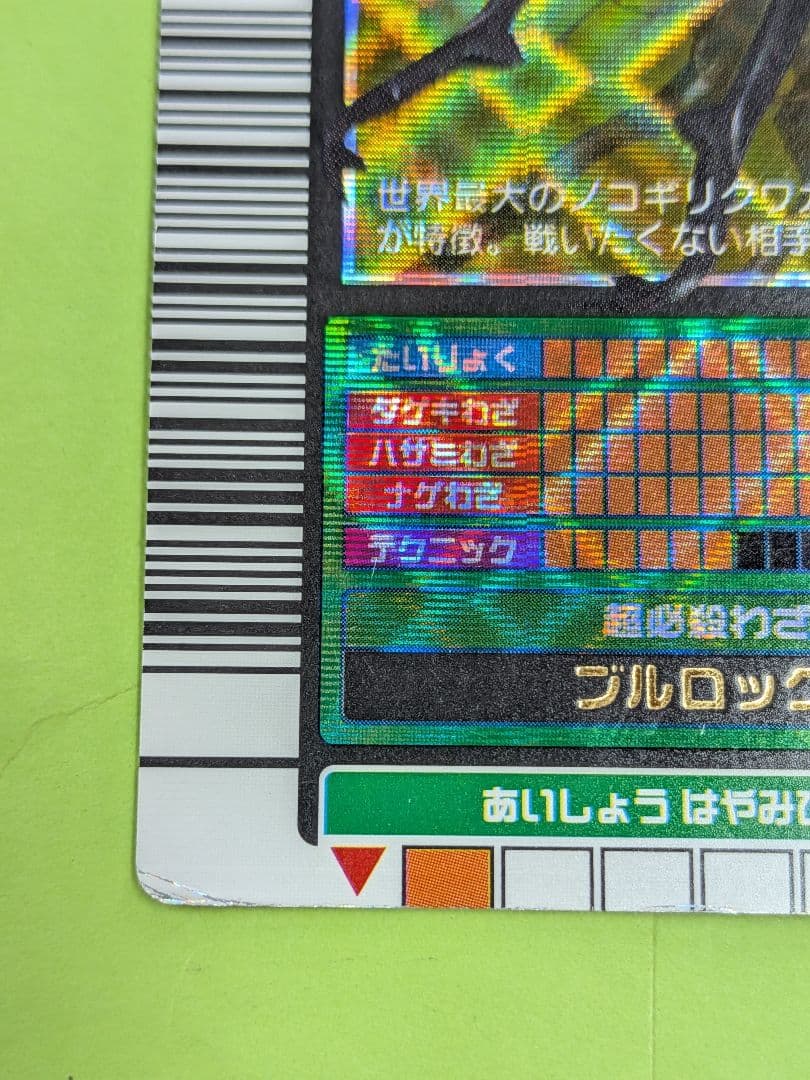 世界最大のノコギリクワガ
が特徴。戦いたくない相手
たいりょく
ダゲキわざ
ハサミわざ
ナゲわざ
テクニック
超必殺わざ
ブルロック
あいしょう はやみ